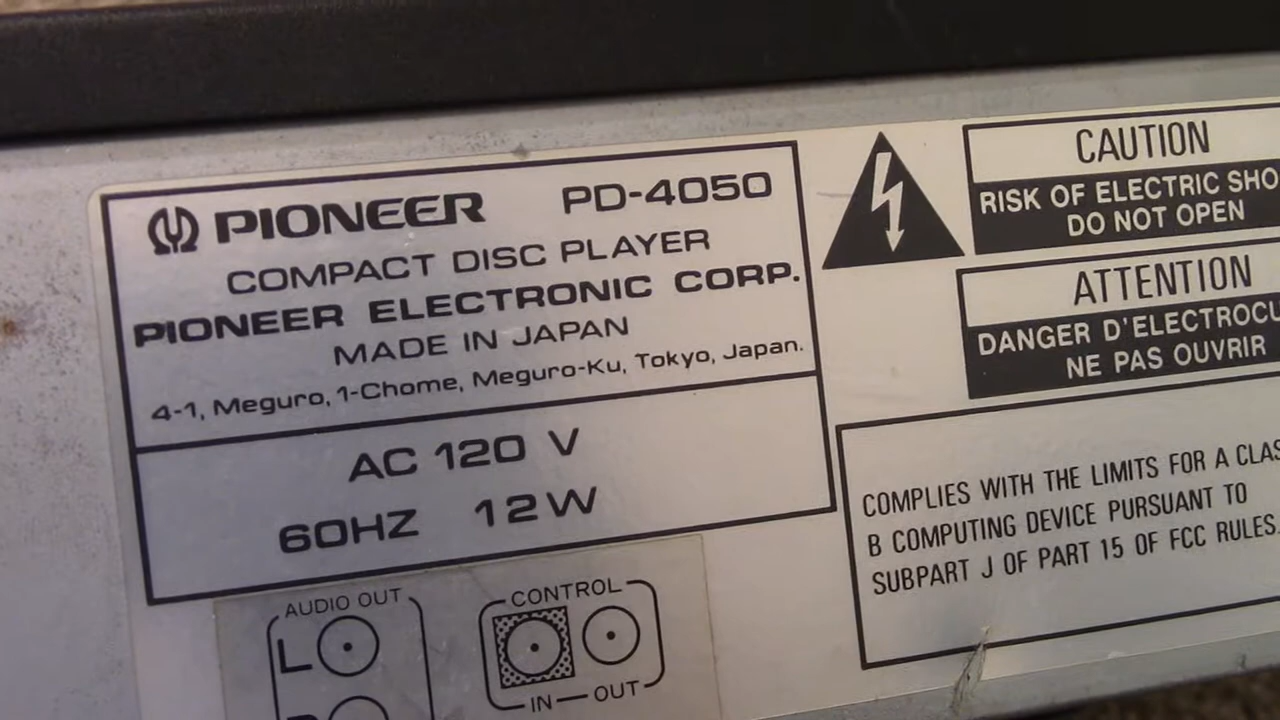 PIONEER PD-4050
COMPACT DISC PLAYER
PIONEER ELECTRONIC CORP.
MADE IN JAPAN
4-1, Meguro, 1-Chome, Meguro-Ku, Tokyo, Japan.
AC 120 V
60HZ 12W
CAUTION
RISK OF ELECTRIC SHO
DO NOT OPEN
ATTENTION
DANGER D'ELECTROCU
NE PAS OUVRIR
COMPLIES WITH THE LIMITS FOR A CLAS
B COMPUTING DEVICE PURSUANT TO
SUBPART J OF PART 15 OF FCC RULES.
AUDIO OUT
L
CONTROL
IN OUT